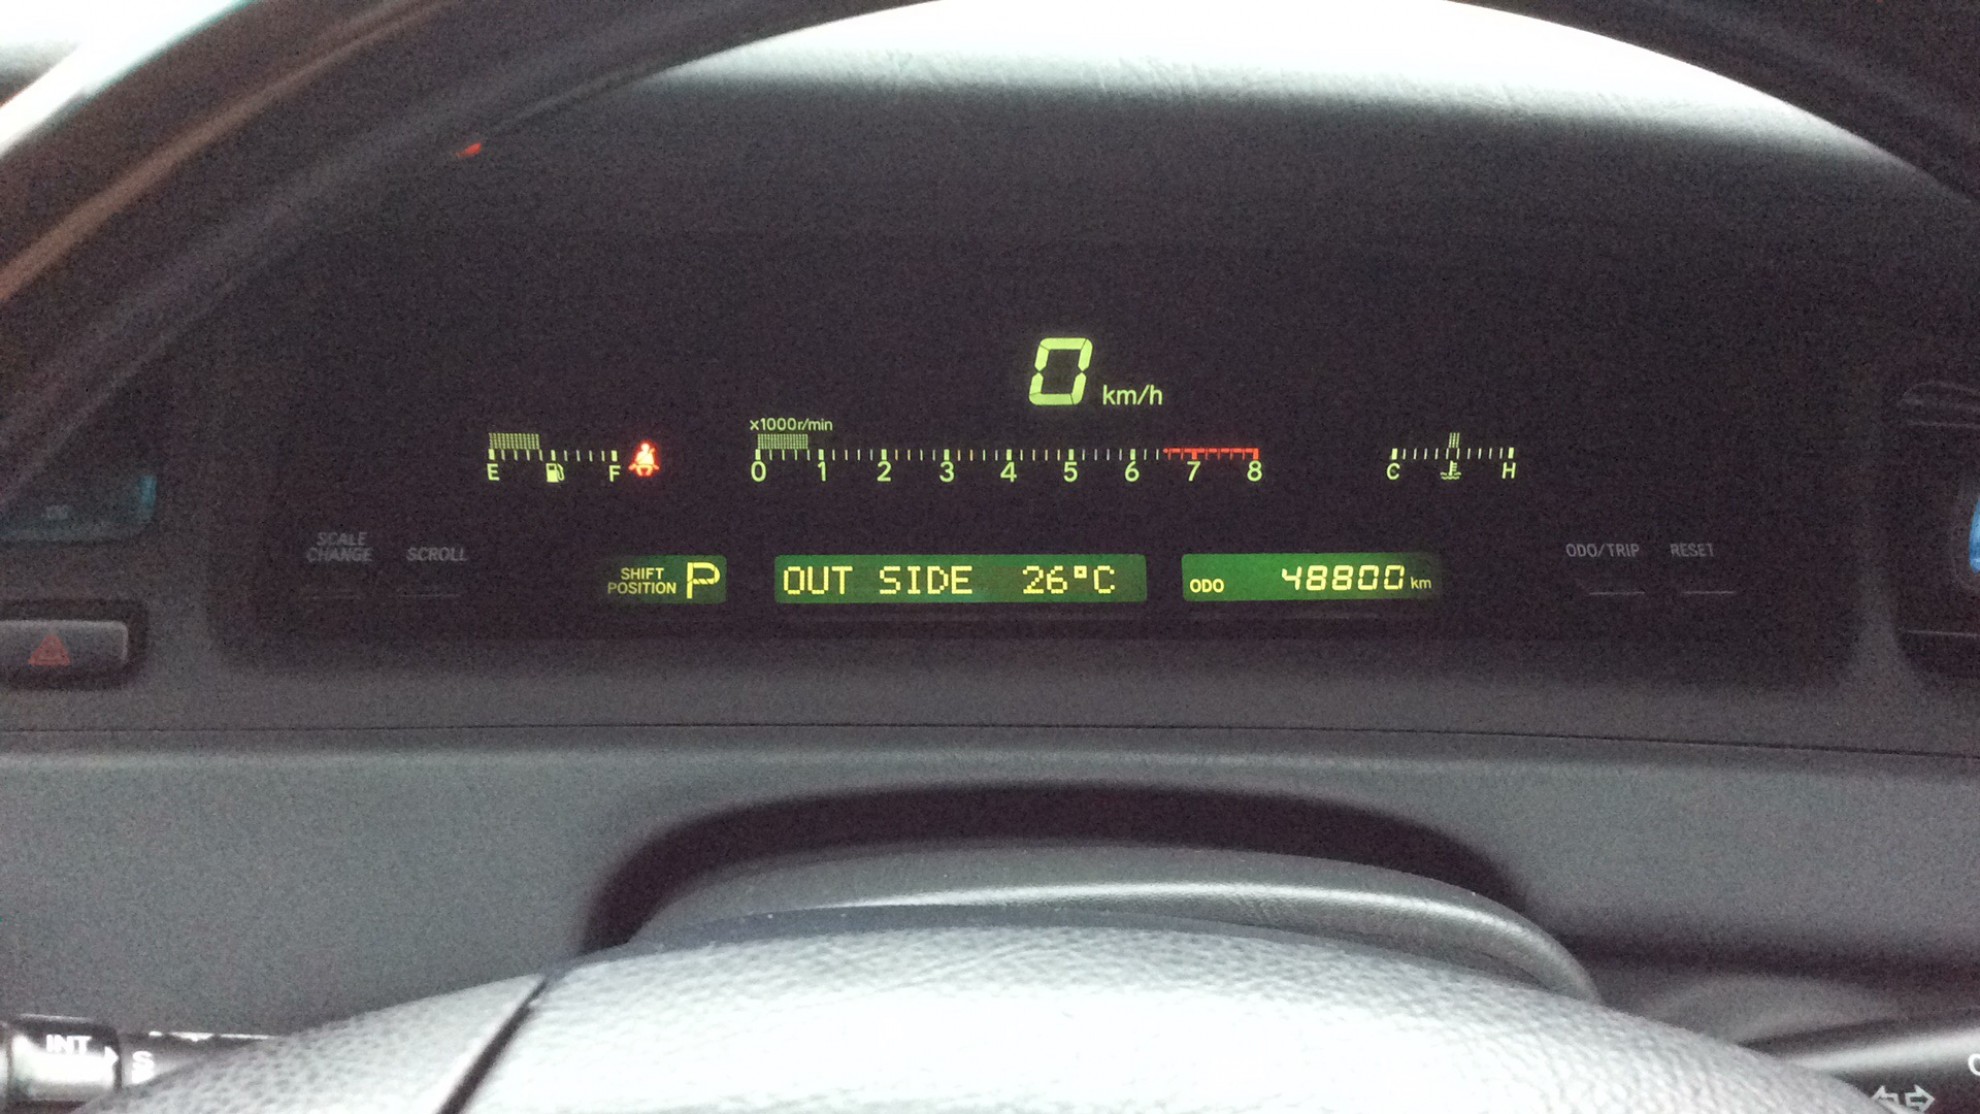 0 km/h
x1000r/min
E F
0 1 2 3 4 5 6 7 8
C H
SCALE CHANGE
SCROLL
ODO/TRIP
RESET
SHIFT POSITION P
OUT SIDE 26°C
ODO 48800 km
INT
S